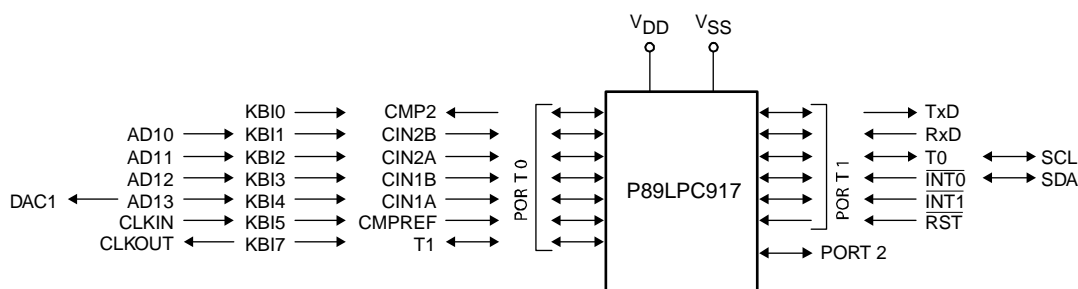 VDD VSS
KBI0 CMP2 TxD
AD10 KBI1 CIN2B RxD
AD11 KBI2 CIN2A T0 SCL
AD12 KBI3 CIN1B INT0 SDA
DAC1 AD13 KBI4 CIN1A INT1
CLKIN KBI5 CMPREF RST
CLKOUT KBI7 T1
PORT 0
P89LPC917
PORT 1
PORT 2